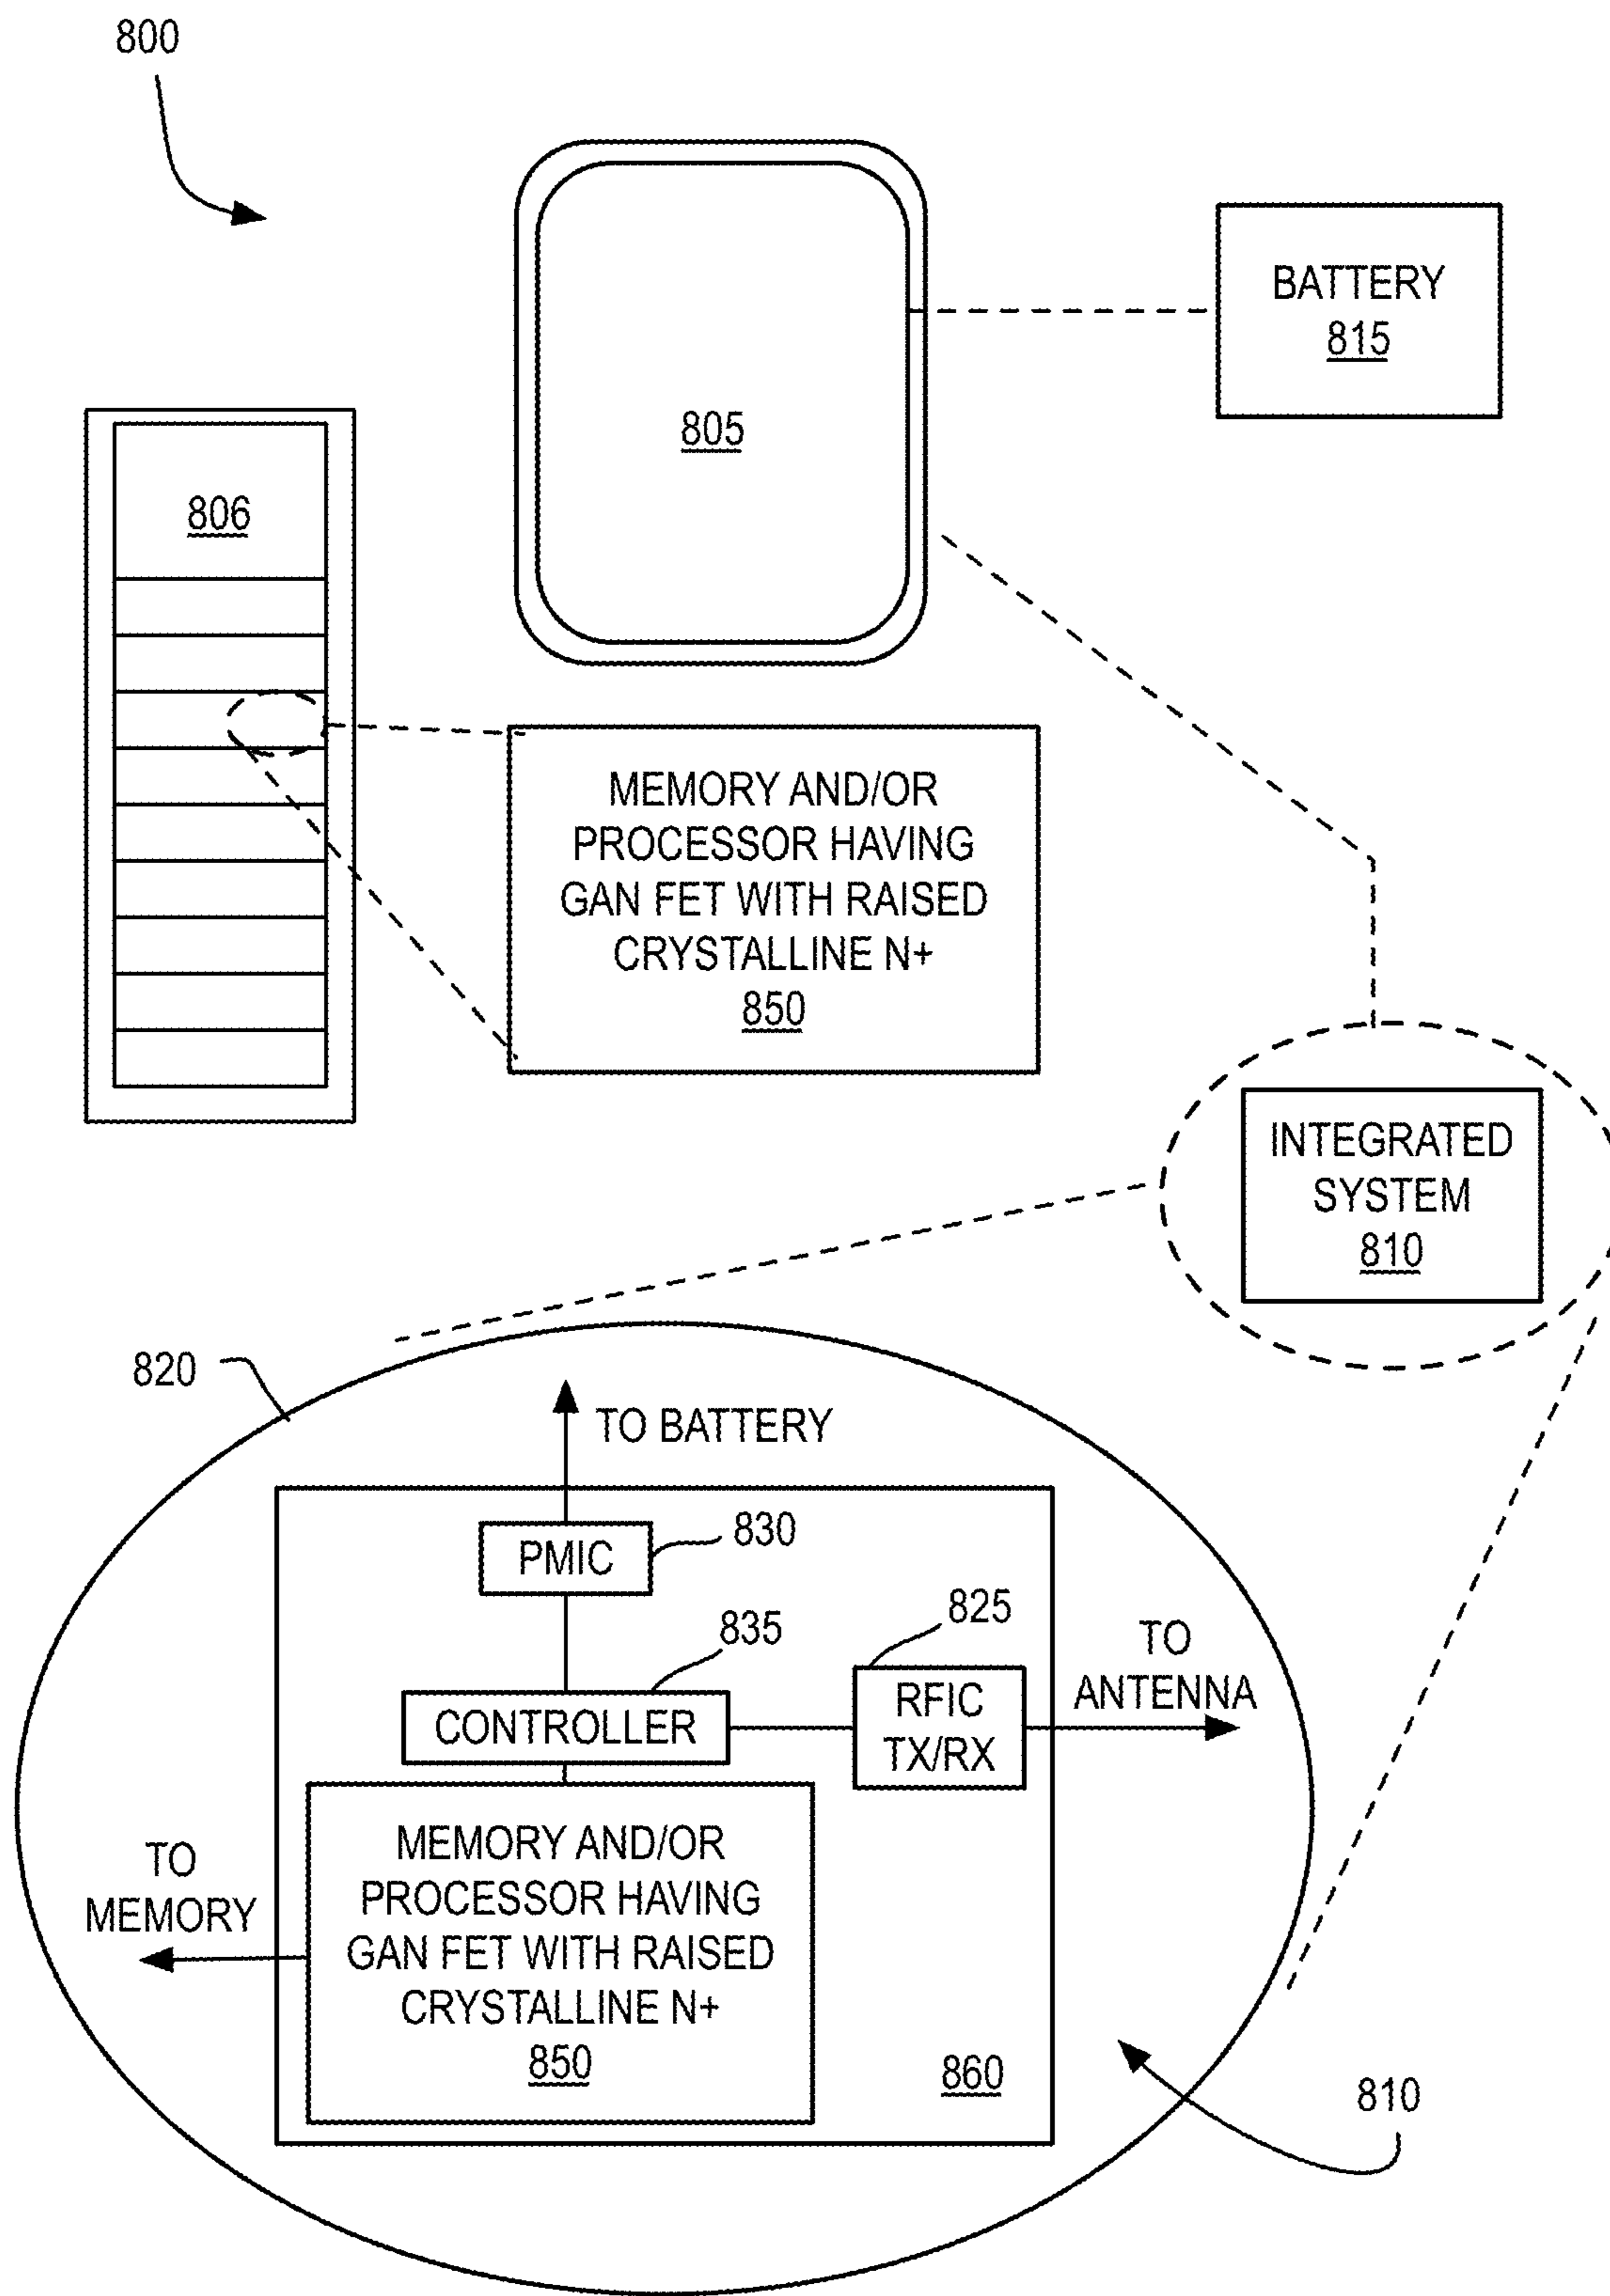 800
BATTERY
815
805
806
MEMORY AND/OR
PROCESSOR HAVING
GAN FET WITH RAISED
CRYSTALLINE N+
850
INTEGRATED
SYSTEM
810
820
TO BATTERY
PMIC
830
835
825
CONTROLLER
RFIC
TX/RX
TO
ANTENNA
TO
MEMORY
MEMORY AND/OR
PROCESSOR HAVING
GAN FET WITH RAISED
CRYSTALLINE N+
850
860
810